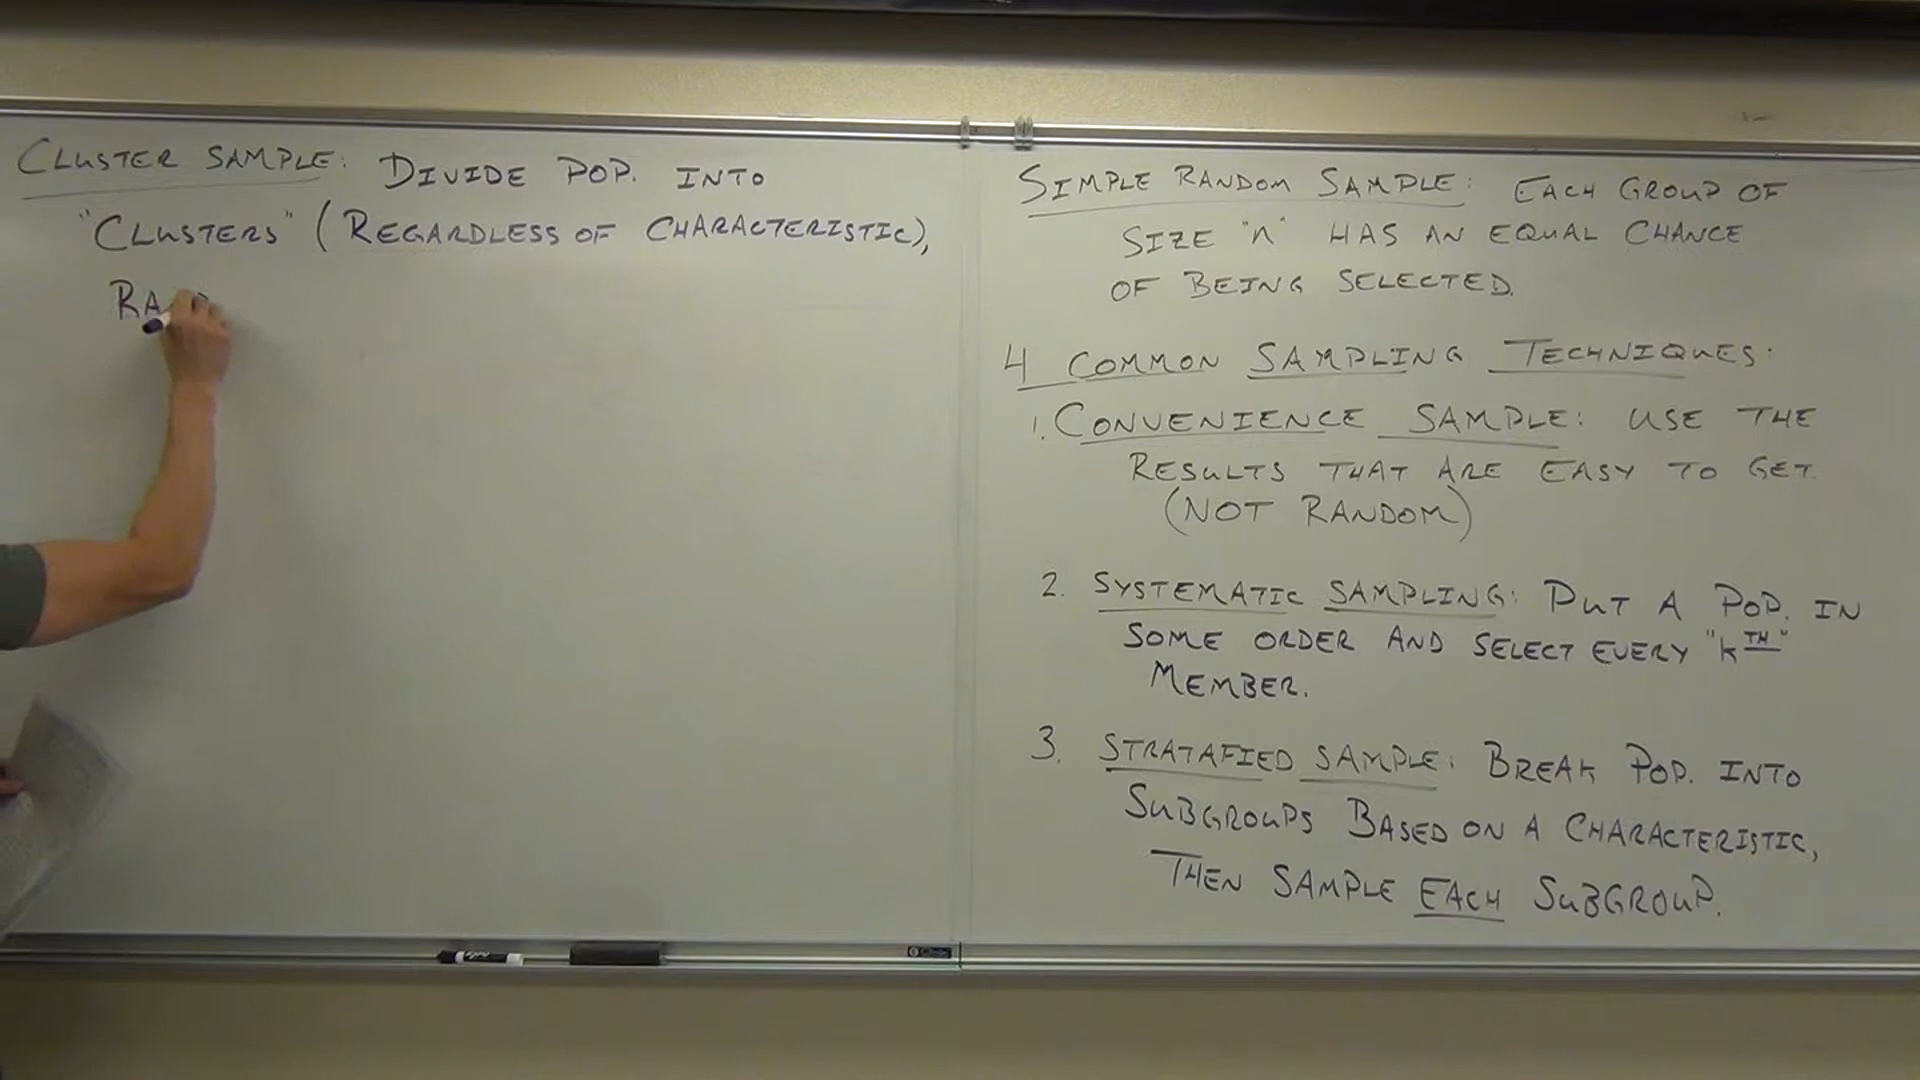 CLUSTER SAMPLE: DIVIDE POP. INTO
"CLUSTERS" (REGARDLESS OF CHARACTERISTIC),
SIMPLE RANDOM SAMPLE: EACH GROUP OF
SIZE "n" HAS AN EQUAL CHANCE
OF BEING SELECTED.
4 COMMON SAMPLING TECHNIQUES:
1. CONVENIENCE SAMPLE: USE THE
RESULTS THAT ARE EASY TO GET.
(NOT RANDOM)
2. SYSTEMATIC SAMPLING: PUT A POP. IN
SOME ORDER AND SELECT EVERY "kTH"
MEMBER.
3. STRATAFIED SAMPLE: BREAK POP. INTO
SUBGROUPS BASED ON A CHARACTERISTIC,
THEN SAMPLE EACH SUBGROUP.